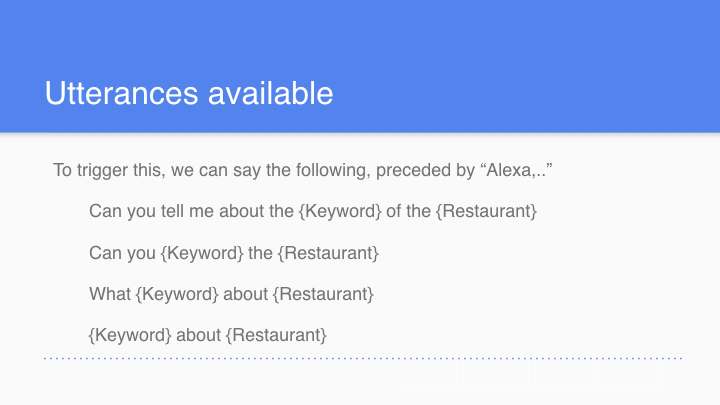 Utterances available
To trigger this, we can say the following, preceded by “Alexa,..”
Can you tell me about the {Keyword} of the {Restaurant}
Can you {Keyword} the {Restaurant}
What {Keyword} about {Restaurant}
{Keyword} about {Restaurant}